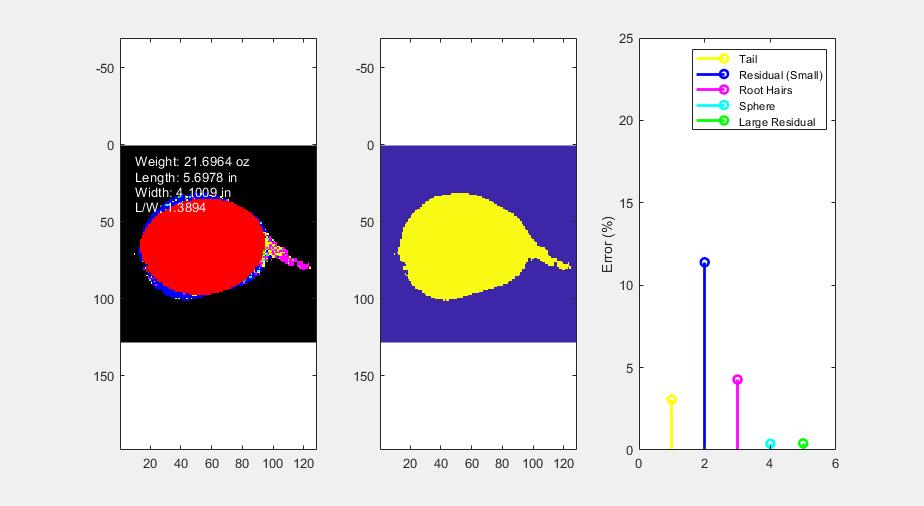 -50
0
50
100
150
20 40 60 80 100 120
Weight: 21.6964 oz
Length: 5.6978 in
Width: 4.1009 in
L/W: 1.3894
-50
0
50
100
150
20 40 60 80 100 120
Error (%)
25
20
15
10
5
0
0 2 4 6
Tail
Residual (Small)
Root Hairs
Sphere
Large Residual